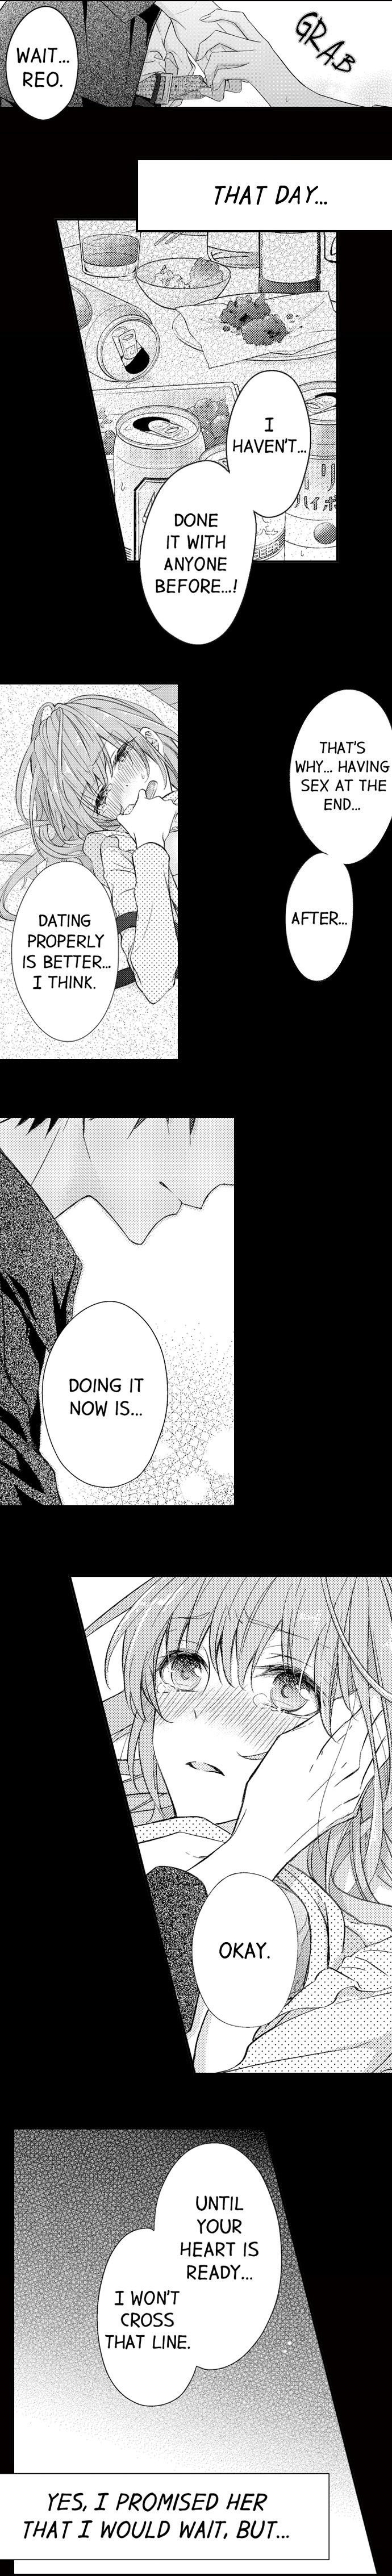 GRAB
WAIT...
REO.
THAT DAY...
I
HAVEN'T...
DONE
IT WITH
ANYONE
BEFORE...!
THAT'S
WHY... HAVING
SEX AT THE
END...
AFTER...
DATING
PROPERLY
IS BETTER...
I THINK.
DOING IT
NOW IS...
OKAY.
UNTIL
YOUR
HEART IS
READY...
I WON'T
CROSS
THAT LINE.
YES, I PROMISED HER
THAT I WOULD WAIT, BUT...